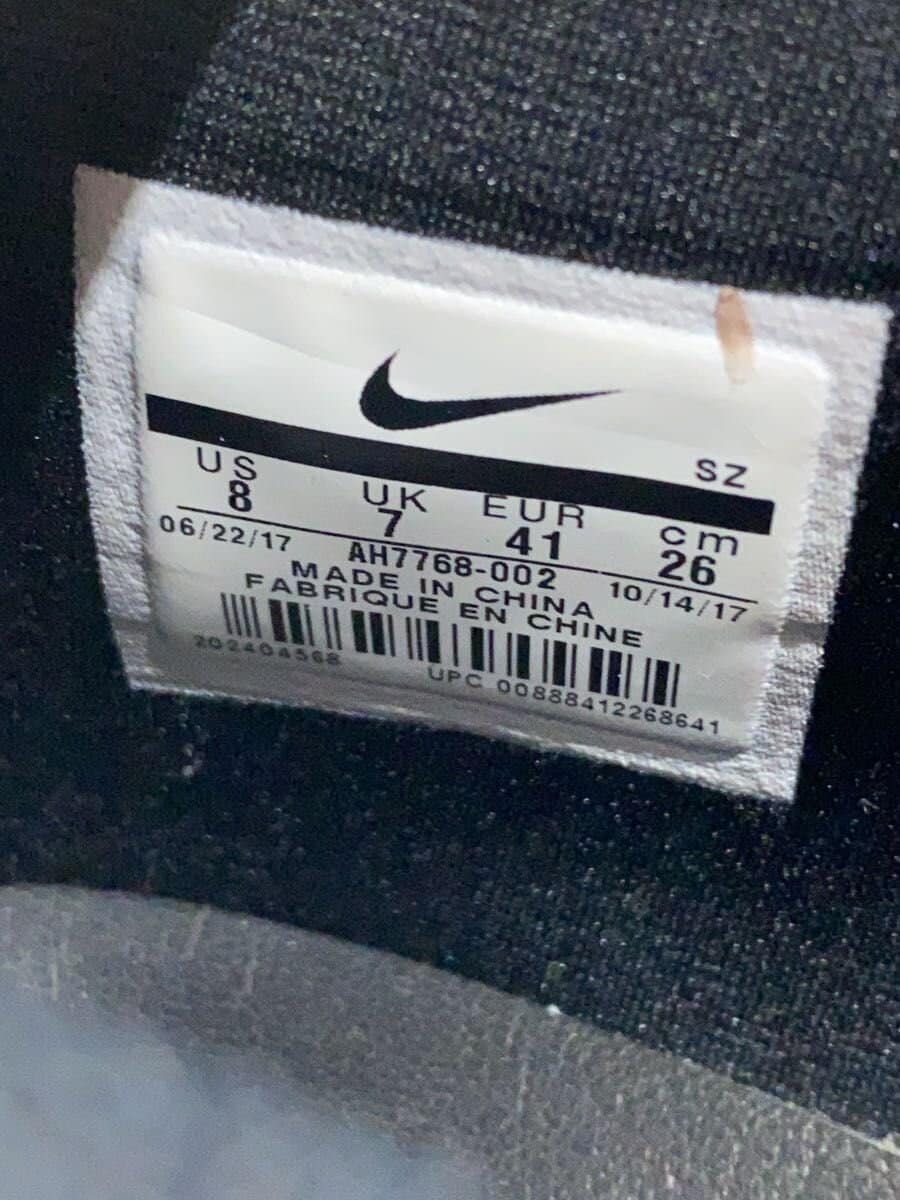 SZ
US UK EUR cm
8 7 41 26
06/22/17 AH7768-002 10/14/17
MADE IN CHINA
FABRIQUE EN CHINE
202404568
UPC 00888412268641